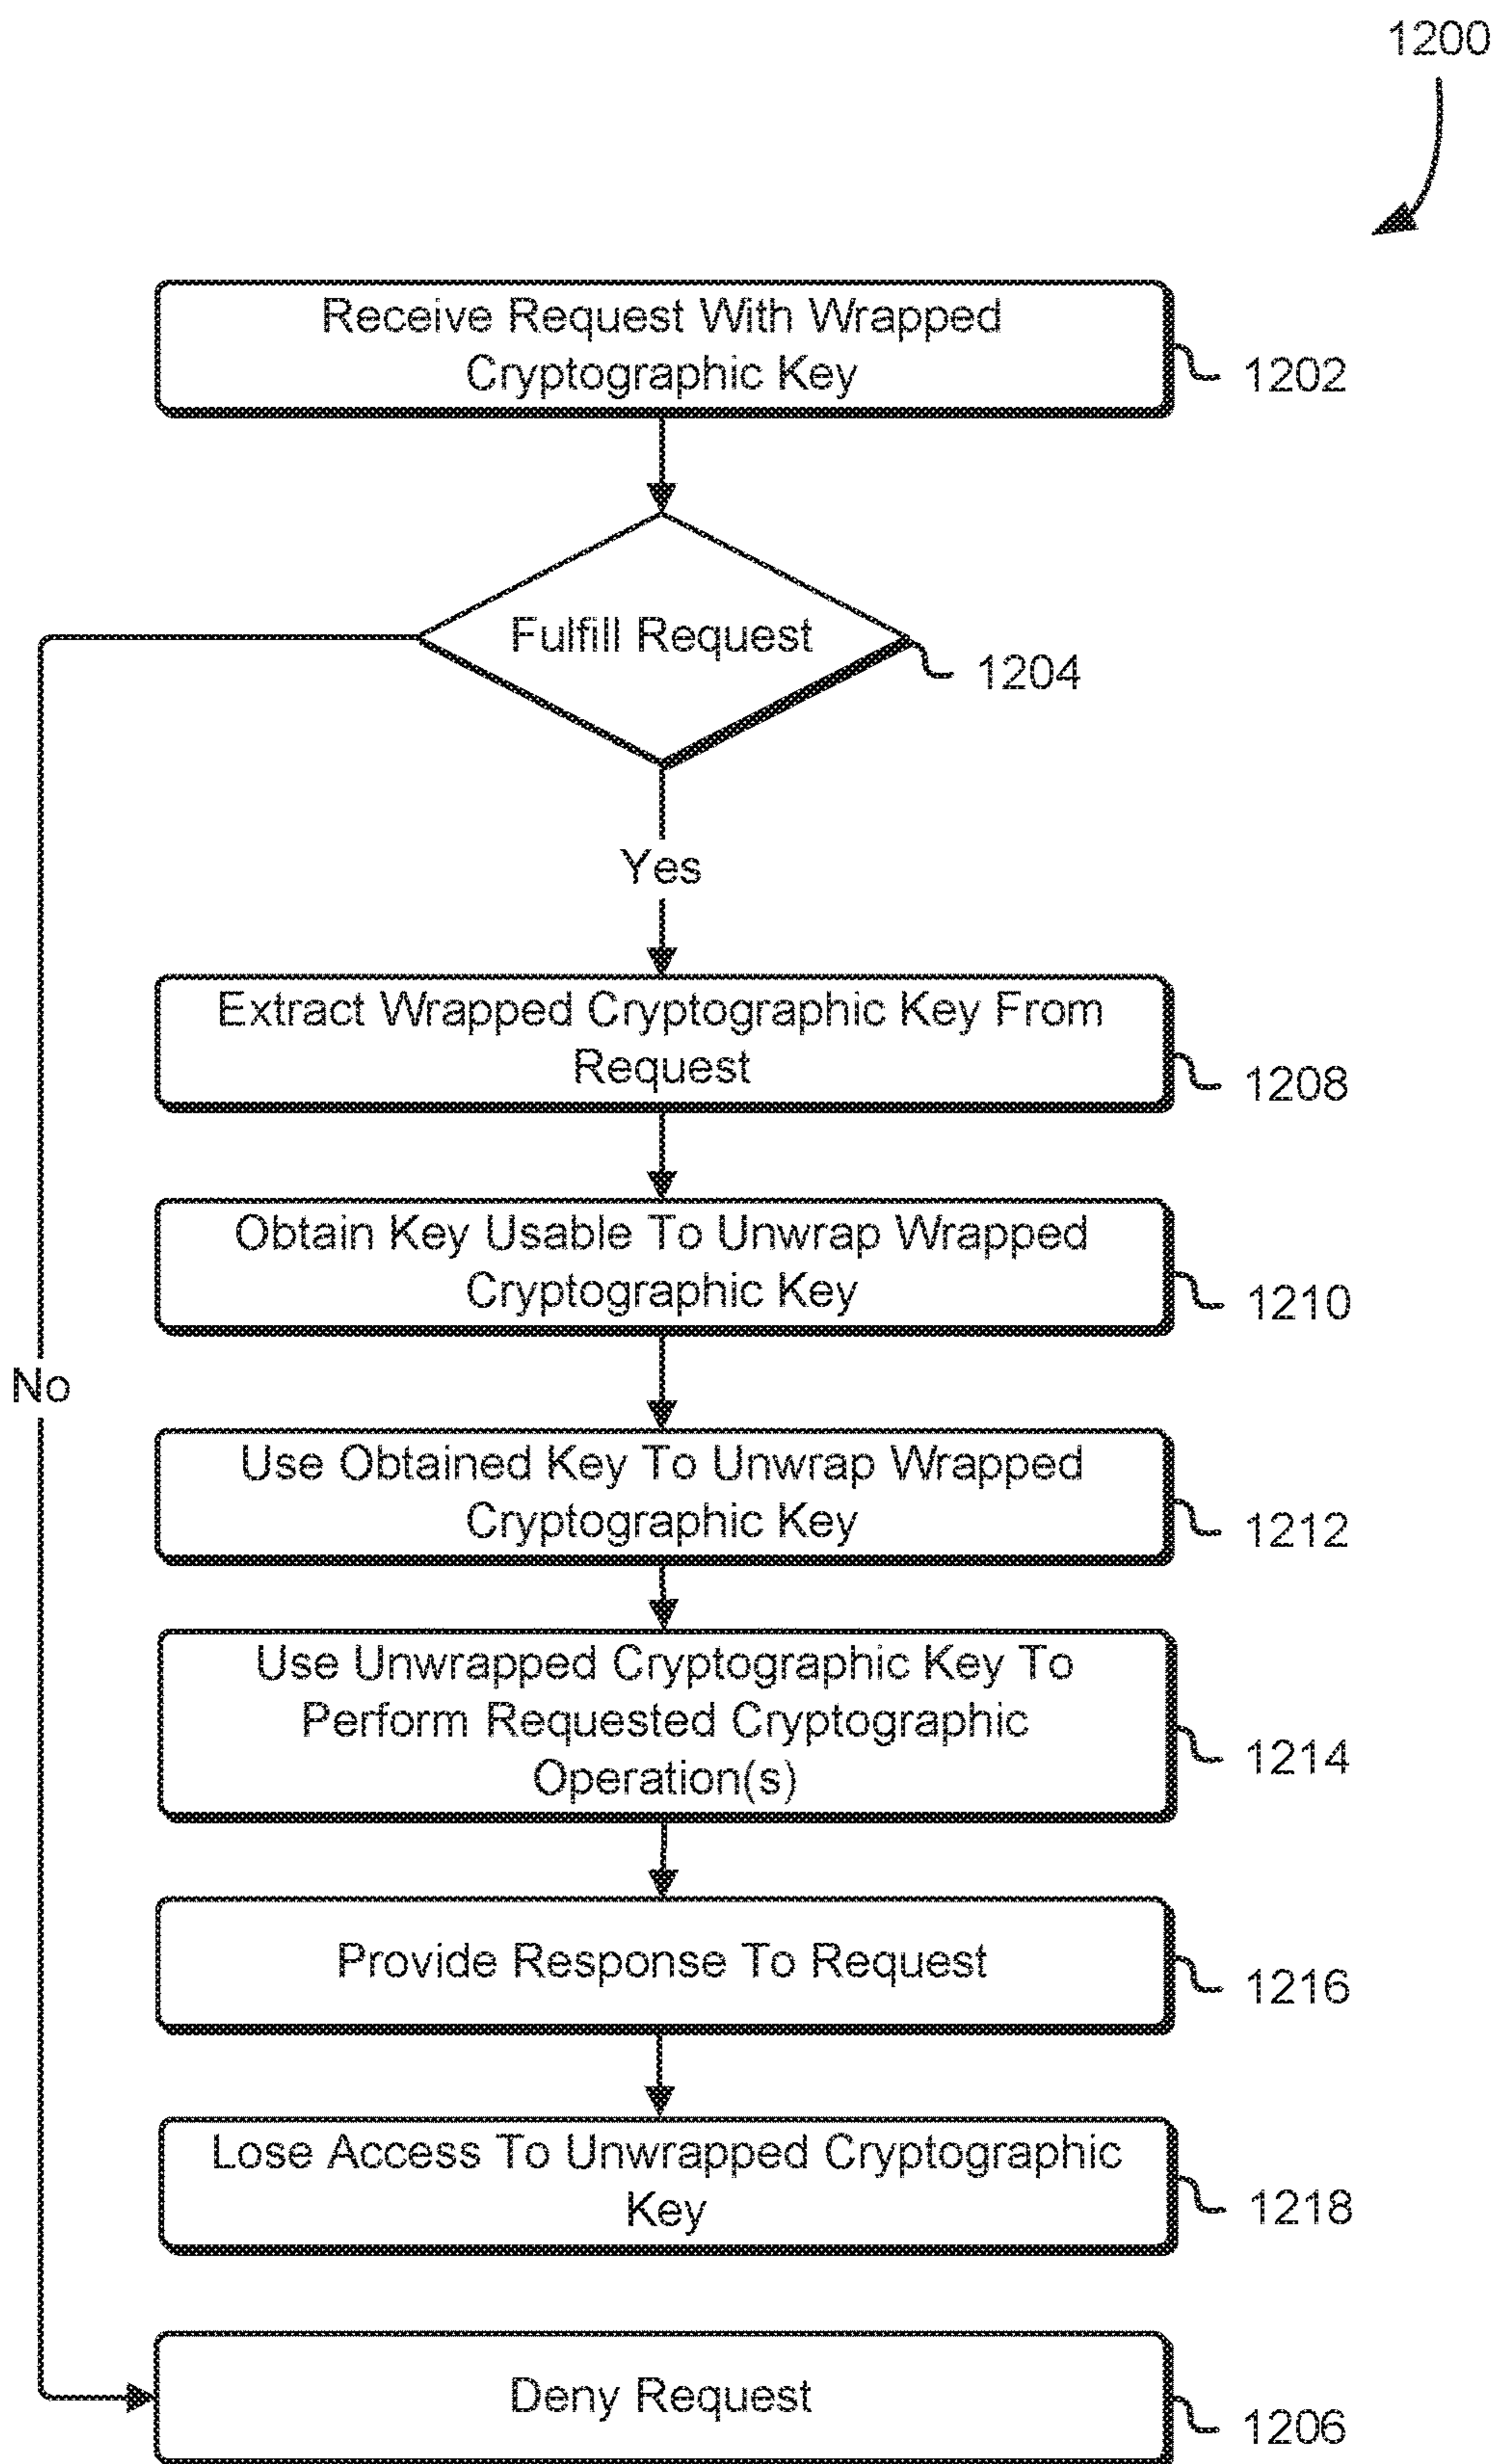 1200
Receive Request With Wrapped
Cryptographic Key
1202
Fulfill Request
1204
Yes
Extract Wrapped Cryptographic Key From
Request
1208
Obtain Key Usable To Unwrap Wrapped
Cryptographic Key
1210
No
Use Obtained Key To Unwrap Wrapped
Cryptographic Key
1212
Use Unwrapped Cryptographic Key To
Perform Requested Cryptographic
Operation(s)
1214
Provide Response To Request
1216
Lose Access To Unwrapped Cryptographic
Key
1218
Deny Request
1206